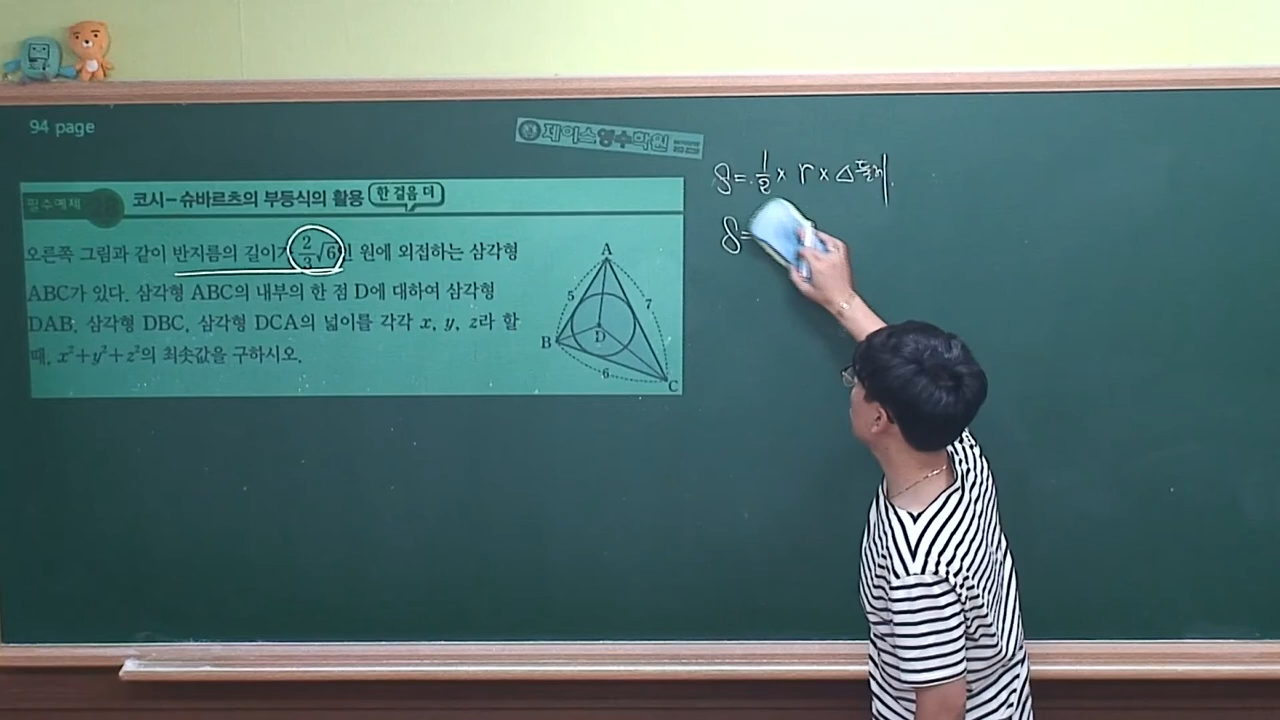 94 page
제이스영수학원
필수예제
코시-슈바르츠의 부등식의 활용 한 걸음 더
오른쪽 그림과 같이 반지름의 길이가 2/3√6인 원에 외접하는 삼각형
ABC가 있다. 삼각형 ABC의 내부의 한 점 D에 대하여 삼각형
DAB, 삼각형 DBC, 삼각형 DCA의 넓이를 각각 x, y, z라 할
때, x²+y²+z²의 최솟값을 구하시오.
A
5
7
D
B
6
C
S = 1/2 × r × △둘레
S =